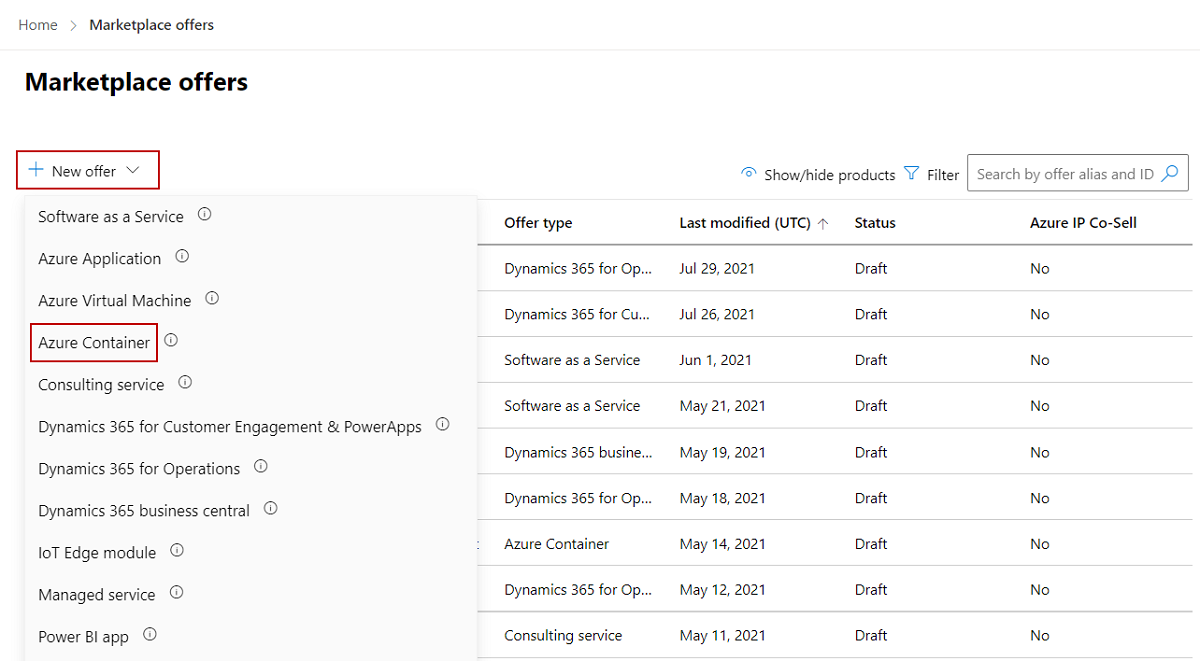 Home > Marketplace offers
Marketplace offers
+ New offer
Show/hide products Filter Search by offer alias and ID
Software as a Service
Azure Application
Azure Virtual Machine
Azure Container
Consulting service
Dynamics 365 for Customer Engagement & PowerApps
Dynamics 365 for Operations
Dynamics 365 business central
IoT Edge module
Managed service
Power BI app
Offer type Last modified (UTC) ↑ Status Azure IP Co-Sell
Dynamics 365 for Op... Jul 29, 2021 Draft No
Dynamics 365 for Cu... Jul 26, 2021 Draft No
Software as a Service Jun 1, 2021 Draft No
Software as a Service May 21, 2021 Draft No
Dynamics 365 busine... May 19, 2021 Draft No
Dynamics 365 for Op... May 18, 2021 Draft No
Azure Container May 14, 2021 Draft No
Dynamics 365 for Op... May 12, 2021 Draft No
Consulting service May 11, 2021 Draft No